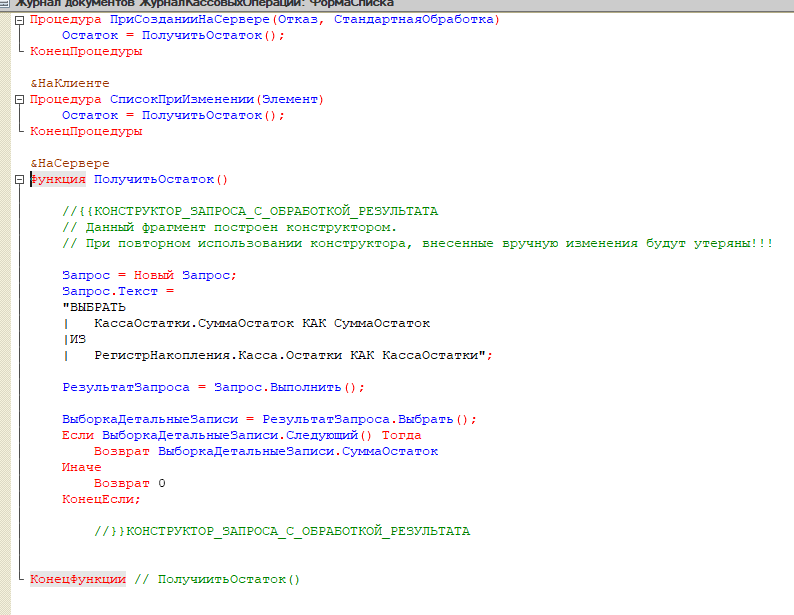 Журнал документов ЖурналКассовыхОпераций: ФормаСписка
Процедура ПриСозданииНаСервере(Отказ, СтандартнаяОбработка)
Остаток = ПолучитьОстаток();
КонецПроцедуры
&НаКлиенте
Процедура СписокПриИзменении(Элемент)
Остаток = ПолучитьОстаток();
КонецПроцедуры
&НаСервере
Функция ПолучитьОстаток()
//{{КОНСТРУКТОР_ЗАПРОСА_С_ОБРАБОТКОЙ_РЕЗУЛЬТАТА
// Данный фрагмент построен конструктором.
// При повторном использовании конструктора, внесенные вручную изменения будут утеряны!!!
Запрос = Новый Запрос;
Запрос.Текст =
"ВЫБРАТЬ
|	КассаОстатки.СуммаОстаток КАК СуммаОстаток
|ИЗ
|	РегистрНакопления.Касса.Остатки КАК КассаОстатки";
РезультатЗапроса = Запрос.Выполнить();
ВыборкаДетальныеЗаписи = РезультатЗапроса.Выбрать();
Если ВыборкаДетальныеЗаписи.Следующий() Тогда
Возврат ВыборкаДетальныеЗаписи.СуммаОстаток
Иначе
Возврат 0
КонецЕсли;
//}}КОНСТРУКТОР_ЗАПРОСА_С_ОБРАБОТКОЙ_РЕЗУЛЬТАТА
КонецФункции // ПолучиитьОстаток()